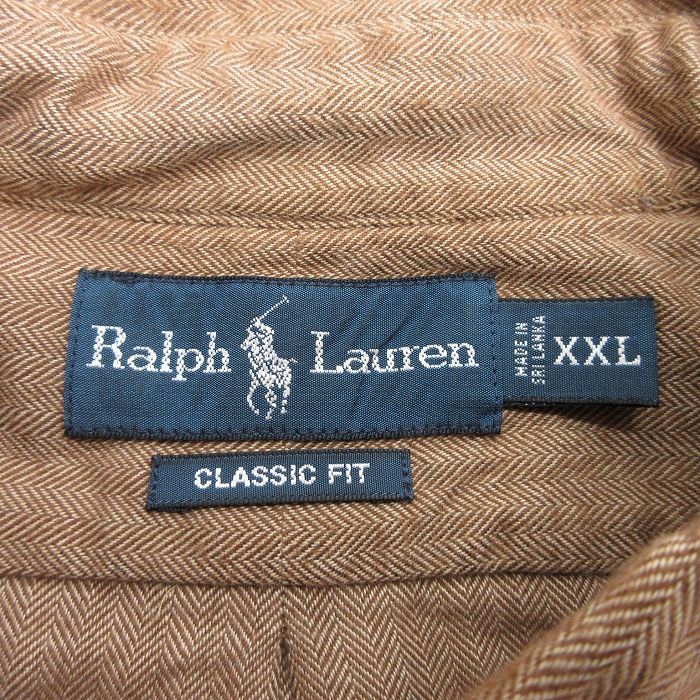 Ralph Lauren
MADE IN
SRI LANKA
XXL
CLASSIC FIT